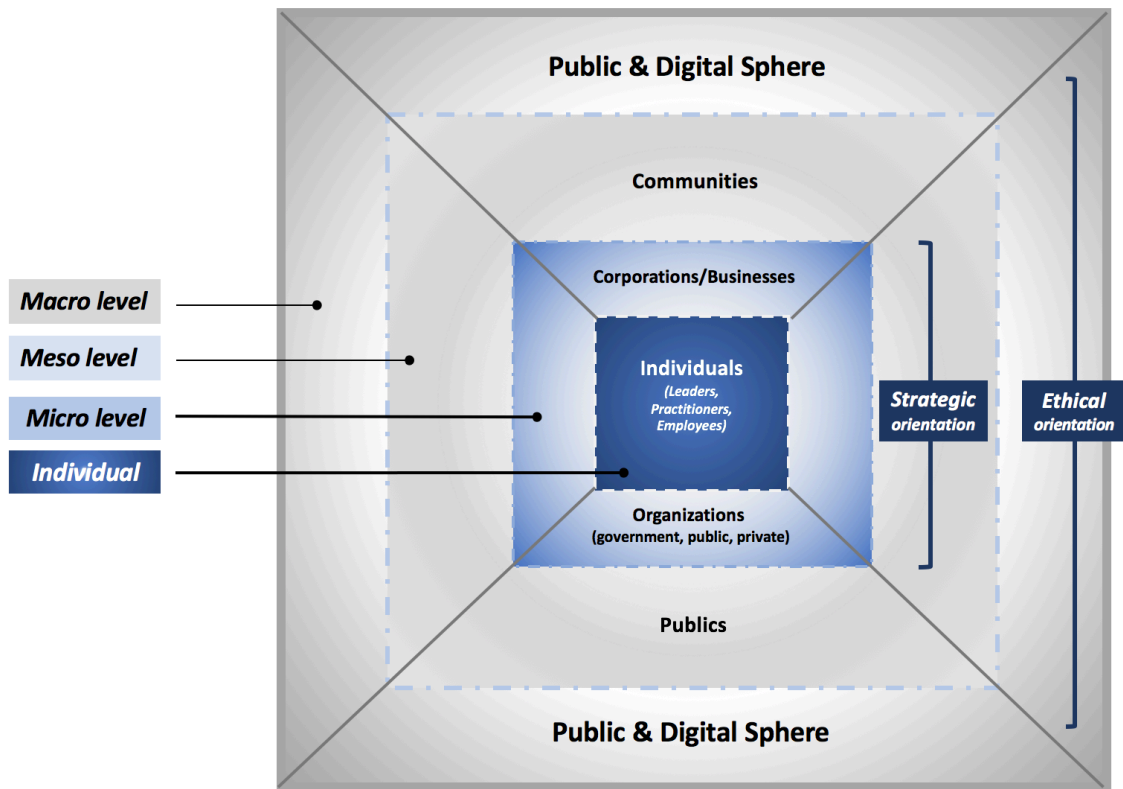 Public & Digital Sphere
Communities
Corporations/Businesses
Macro level
Meso level
Micro level
Individual
Individuals
(Leaders,
Practitioners,
Employees)
Strategic
orientation
Ethical
orientation
Organizations
(government, public, private)
Publics
Public & Digital Sphere